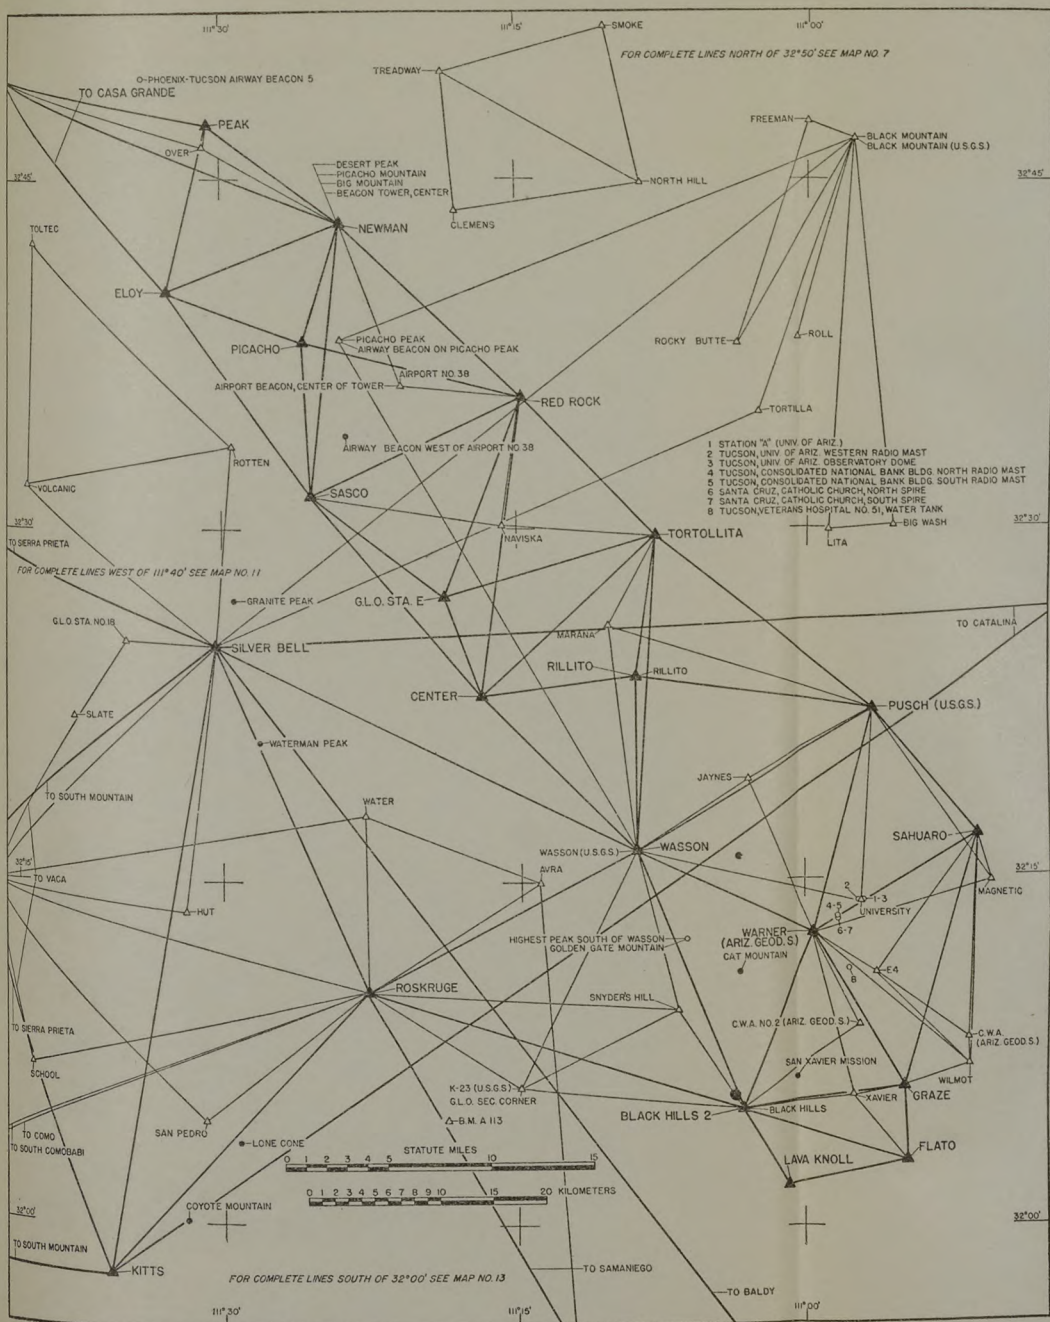 111° 30'
111° 15'
111° 00'
SMOKE
FOR COMPLETE LINES NORTH OF 32°50' SEE MAP NO. 7
TREADWAY
PHOENIX-TUCSON AIRWAY BEACON 5
TO CASA GRANDE
PEAK
OVER
FREEMAN
BLACK MOUNTAIN
BLACK MOUNTAIN (U.S.G.S.)
DESERT PEAK
PICACHO MOUNTAIN
BIG MOUNTAIN
BEACON TOWER, CENTER
32°45'
NORTH HILL
32°45'
CLEMENS
NEWMAN
TOLTEC
ELOY
PICACHO
PICACHO PEAK
AIRWAY BEACON ON PICACHO PEAK
ROCKY BUTTE
ROLL
AIRPORT NO. 38
AIRPORT BEACON, CENTER OF TOWER
RED ROCK
TORTILLA
AIRWAY BEACON WEST OF AIRPORT NO 38
ROTTEN
1 STATION "A" (UNIV. OF ARIZ.)
2 TUCSON, UNIV. OF ARIZ. WESTERN RADIO MAST
3 TUCSON, UNIV. OF ARIZ. OBSERVATORY DOME
4 TUCSON, CONSOLIDATED NATIONAL BANK BLDG. NORTH RADIO MAST
5 TUCSON, CONSOLIDATED NATIONAL BANK BLDG. SOUTH RADIO MAST
6 SANTA CRUZ, CATHOLIC CHURCH, NORTH SPIRE
7 SANTA CRUZ, CATHOLIC CHURCH, SOUTH SPIRE
8 TUCSON, VETERANS HOSPITAL NO. 51, WATER TANK
VOLCANIC
SASCO
32°30'
BIG WASH
32°30'
LITA
TO SIERRA PRIETA
NAVISKA
TORTOLLITA
FOR COMPLETE LINES WEST OF 111°40' SEE MAP NO. 11
GRANITE PEAK
G.L.O. STA. E
G.L.O. STA. NO. 18
SILVER BELL
MARANA
TO CATALINA
RILLITO
RILLITO
CENTER
PUSCH (U.S.G.S.)
SLATE
WATERMAN PEAK
JAYNES
TO SOUTH MOUNTAIN
WATER
SAHUARO
WASSON (U.S.G.S.)
WASSON
32°15'
TO VACA
AVRA
32°15'
MAGNETIC
2
1-3
HUT
4-5
UNIVERSITY
6-7
WARNER
(ARIZ. GEOD. S.)
HIGHEST PEAK SOUTH OF WASSON
GOLDEN GATE MOUNTAIN
CAT MOUNTAIN
E4
8
ROSKRUGE
SNYDER'S HILL
C.W.A. NO. 2 (ARIZ. GEOD. S.)
TO SIERRA PRIETA
C.W.A.
(ARIZ. GEOD. S.)
SCHOOL
SAN XAVIER MISSION
WILMOT
K-23 (U.S.G.S.)
G.L.O. SEC. CORNER
XAVIER
GRAZE
BLACK HILLS 2
BLACK HILLS
B.M. A 113
SAN PEDRO
TO COMO
TO SOUTH COMOBABI
LONE CONE
STATUTE MILES
0 1 2 3 4 5 10 15
LAVA KNOLL
FLATO
0 1 2 3 4 5 6 7 8 9 10 15 20 KILOMETERS
COYOTE MOUNTAIN
32°00'
32°00'
TO SOUTH MOUNTAIN
KITTS
FOR COMPLETE LINES SOUTH OF 32°00' SEE MAP NO. 13
TO SAMANIEGO
TO BALDY
111° 30'
111° 15'
111° 00'